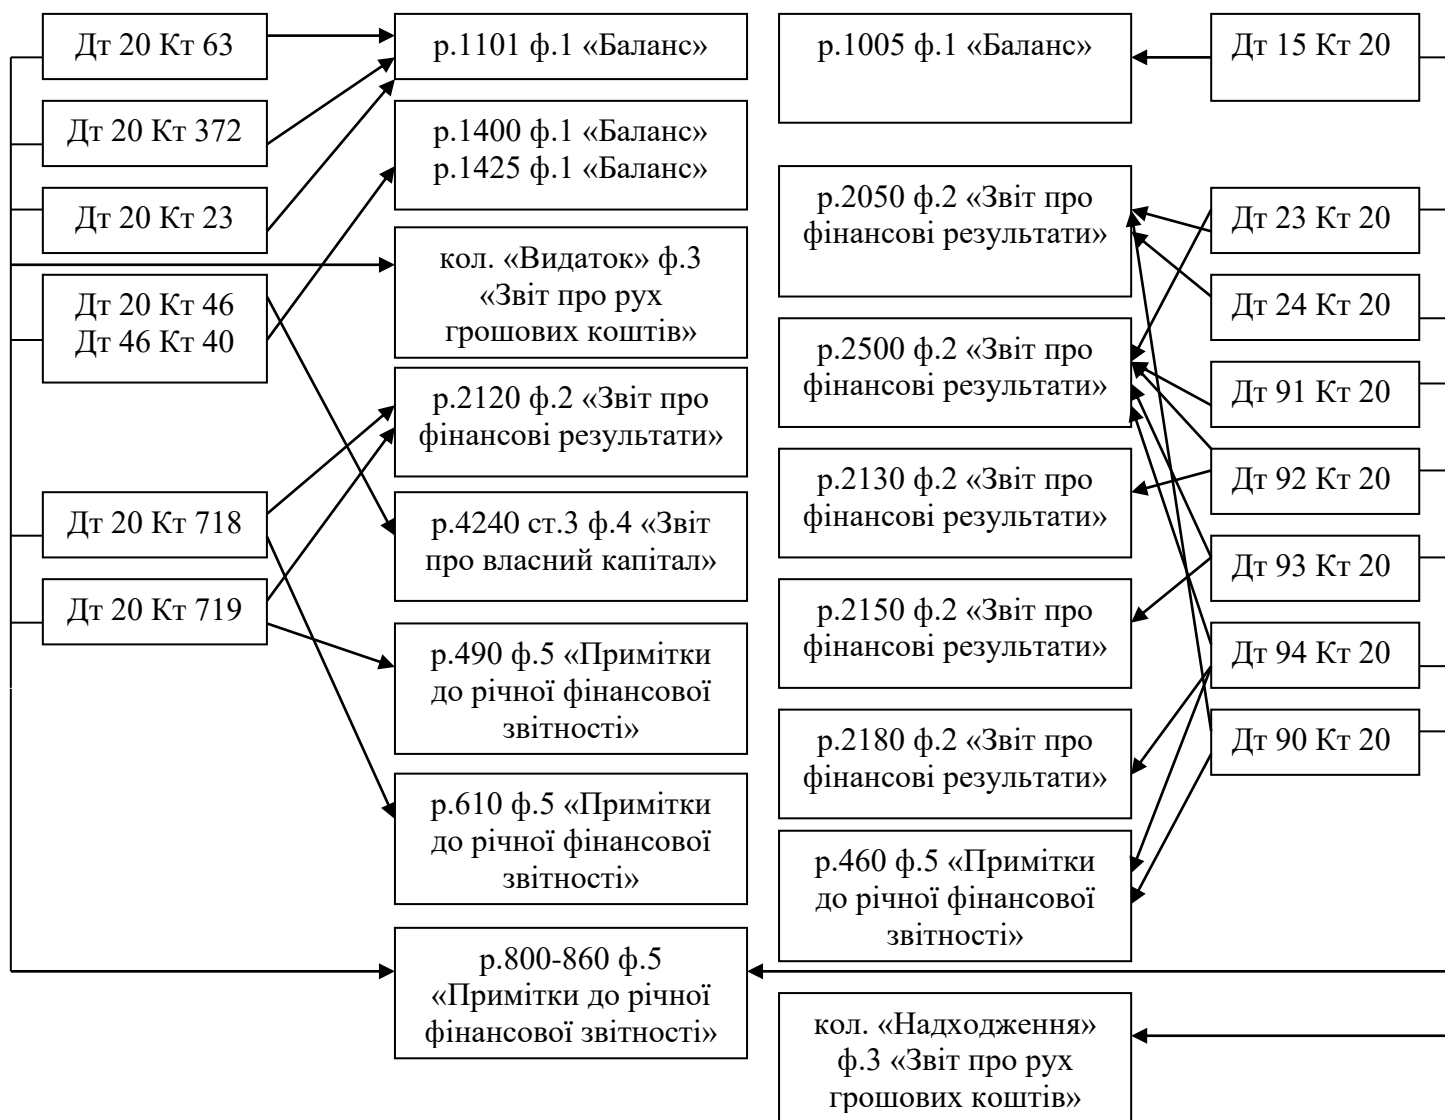 Дт 20 Кт 63
Дт 20 Кт 372
Дт 20 Кт 23
Дт 20 Кт 46
Дт 46 Кт 40
Дт 20 Кт 718
Дт 20 Кт 719
р.1101 ф.1 «Баланс»
р.1400 ф.1 «Баланс»
р.1425 ф.1 «Баланс»
кол. «Видаток» ф.3
«Звіт про рух
грошових коштів»
р.2120 ф.2 «Звіт про
фінансові результати»
р.4240 ст.3 ф.4 «Звіт
про власний капітал»
р.490 ф.5 «Примітки
до річної фінансової
звітності»
р.610 ф.5 «Примітки
до річної фінансової
звітності»
р.800-860 ф.5
«Примітки до річної
фінансової звітності»
р.1005 ф.1 «Баланс»
р.2050 ф.2 «Звіт про
фінансові результати»
р.2500 ф.2 «Звіт про
фінансові результати»
р.2130 ф.2 «Звіт про
фінансові результати»
р.2150 ф.2 «Звіт про
фінансові результати»
р.2180 ф.2 «Звіт про
фінансові результати»
р.460 ф.5 «Примітки
до річної фінансової
звітності»
кол. «Надходження»
ф.3 «Звіт про рух
грошових коштів»
Дт 15 Кт 20
Дт 23 Кт 20
Дт 24 Кт 20
Дт 91 Кт 20
Дт 92 Кт 20
Дт 93 Кт 20
Дт 94 Кт 20
Дт 90 Кт 20